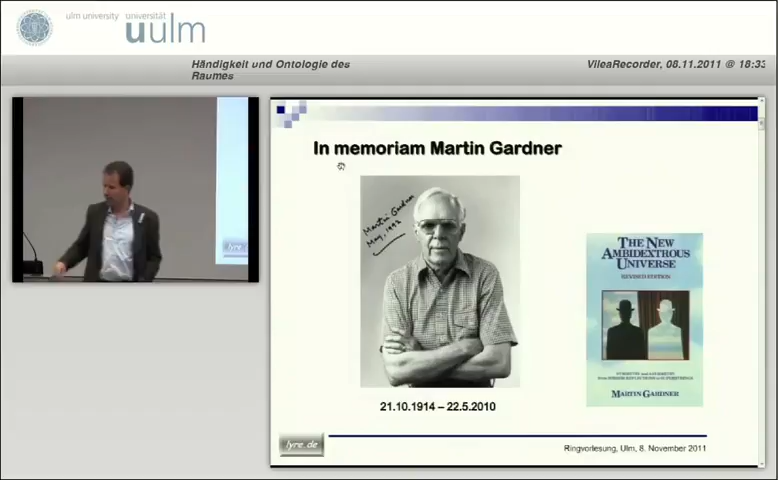 ulm university universität
uulm
Händigkeit und Ontologie des
Raumes
VileaRecorder, 08.11.2011 @ 18:33
In memoriam Martin Gardner
Martin Gardner
May, 1992
THE NEW
AMBIDEXTROUS
UNIVERSE
REVISED EDITION
MARTIN GARDNER
21.10.1914 – 22.5.2010
lyre.de
lyre.de
Ringvorlesung, Ulm, 8. November 2011